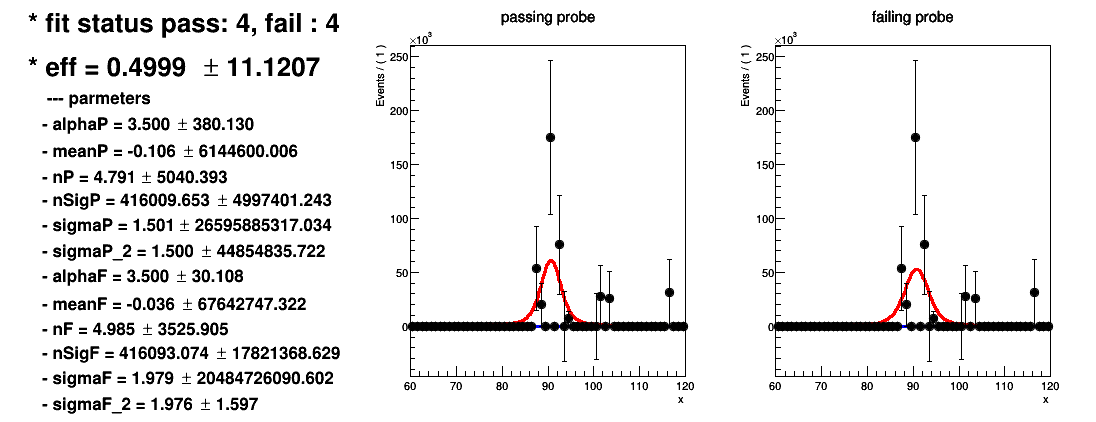 * fit status pass: 4, fail : 4
* eff = 0.4999 ± 11.1207
--- parmeters
- alphaP = 3.500 ± 380.130
- meanP = -0.106 ± 6144600.006
- nP = 4.791 ± 5040.393
- nSigP = 416009.653 ± 4997401.243
- sigmaP = 1.501 ± 26595885317.034
- sigmaP_2 = 1.500 ± 44854835.722
- alphaF = 3.500 ± 30.108
- meanF = -0.036 ± 67642747.322
- nF = 4.985 ± 3525.905
- nSigF = 416093.074 ± 17821368.629
- sigmaF = 1.979 ± 20484726090.602
- sigmaF_2 = 1.976 ± 1.597
passing probe
×10³
Events / ( 1 )
250
200
150
100
50
0
60 70 80 90 100 110 120
x
failing probe
×10³
Events / ( 1 )
250
200
150
100
50
0
60 70 80 90 100 110 120
x